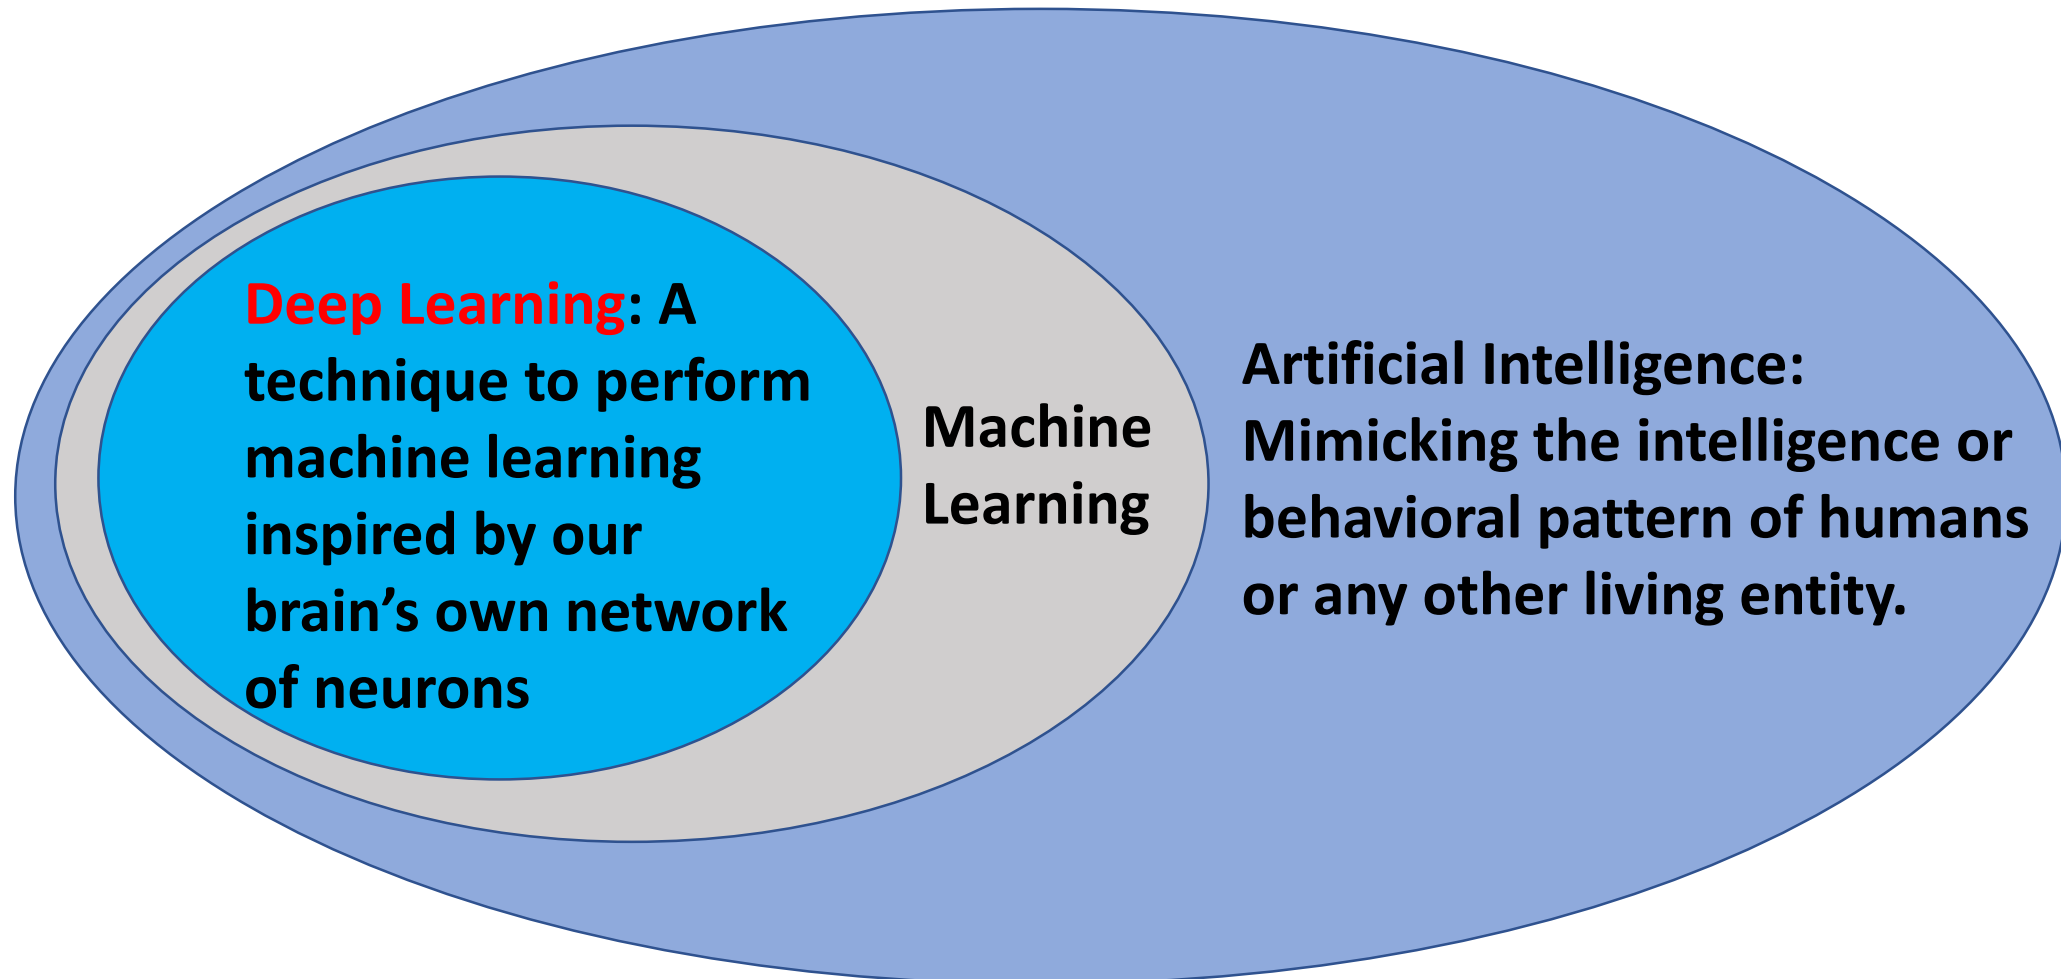 Deep Learning: A
technique to perform
machine learning
inspired by our
brain’s own network
of neurons
Machine
Learning
Artificial Intelligence:
Mimicking the intelligence or
behavioral pattern of humans
or any other living entity.